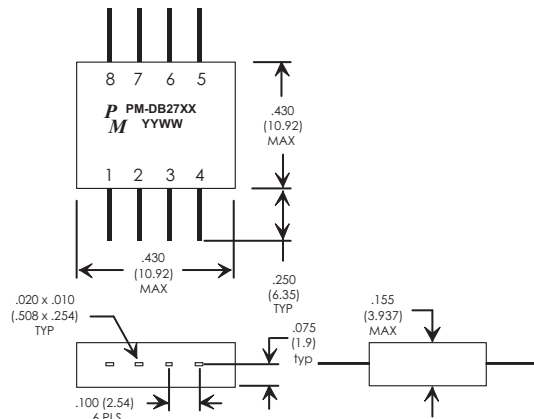 8 7 6 5
P M PM-DB27XX
YYWW
1 2 3 4
.430
(10.92)
MAX
.430
(10.92)
MAX
.250
(6.35)
TYP
.020 x .010
(.508 x .254)
TYP
.075
(1.9)
typ
.155
(3.937)
MAX
.100 (2.54)
6 PLS